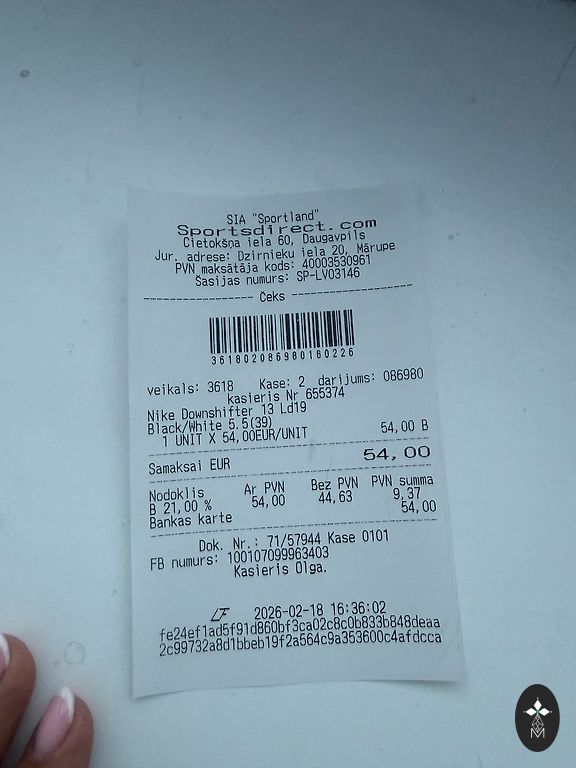 SIA "Sportland"
Sportsdirect.com
Cietokšņa iela 60, Daugavpils
Jur. adrese: Dzirnieku iela 20, Mārupe
PVN maksātāja kods: 40003530961
Šasijas numurs: SP-LV03146
Čeks
361802086980180226
veikals: 3618 Kase: 2 darījums: 086980
kasieris Nr 655374
Nike Downshifter 13 Ld19
Black/White 5.5(39)
1 UNIT X 54,00EUR/UNIT 54,00 B
Samaksai EUR 54,00
Nodoklis Ar PVN Bez PVN PVN summa
B 21,00 % 54,00 44,63 9,37
Bankas karte 54,00
Dok. Nr.: 71/57944 Kase 0101
FB numurs: 100107099963403
Kasieris Olga.
LF 2026-02-18 16:36:02
fe24ef1ad5f91d860bf3ca02c8c0b833b848deaa
2c99732a8d1bbeb19f2a564c9a353600c4afdcca
M